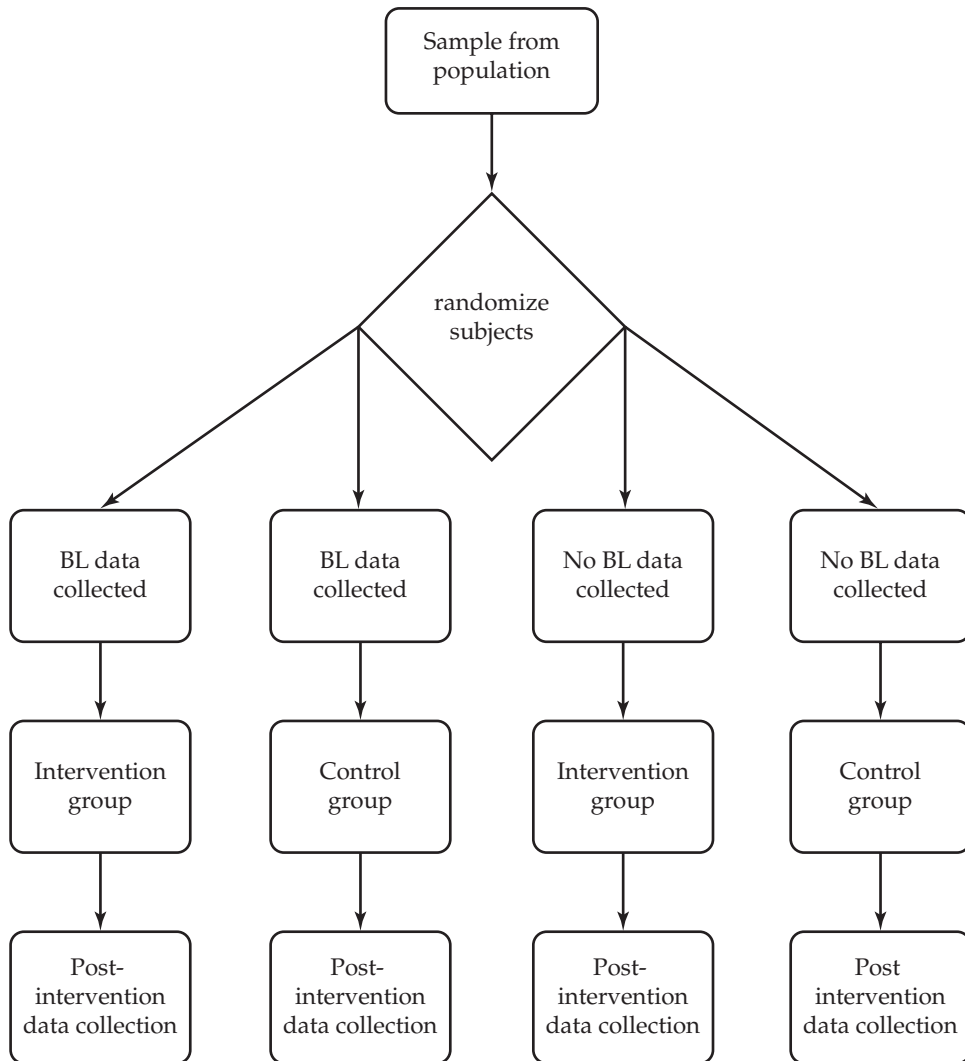 Sample from
population
randomize
subjects
BL data
collected
BL data
collected
No BL data
collected
No BL data
collected
Intervention
group
Control
group
Intervention
group
Control
group
Post-
intervention
data collection
Post-
intervention
data collection
Post-
intervention
data collection
Post
intervention
data collection